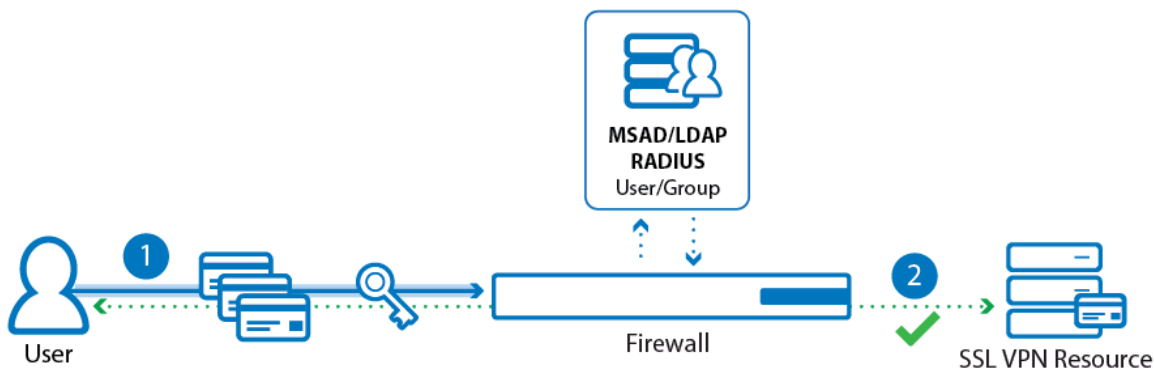 MSAD/LDAP
RADIUS
User/Group
1
2
User
Firewall
SSL VPN Resource